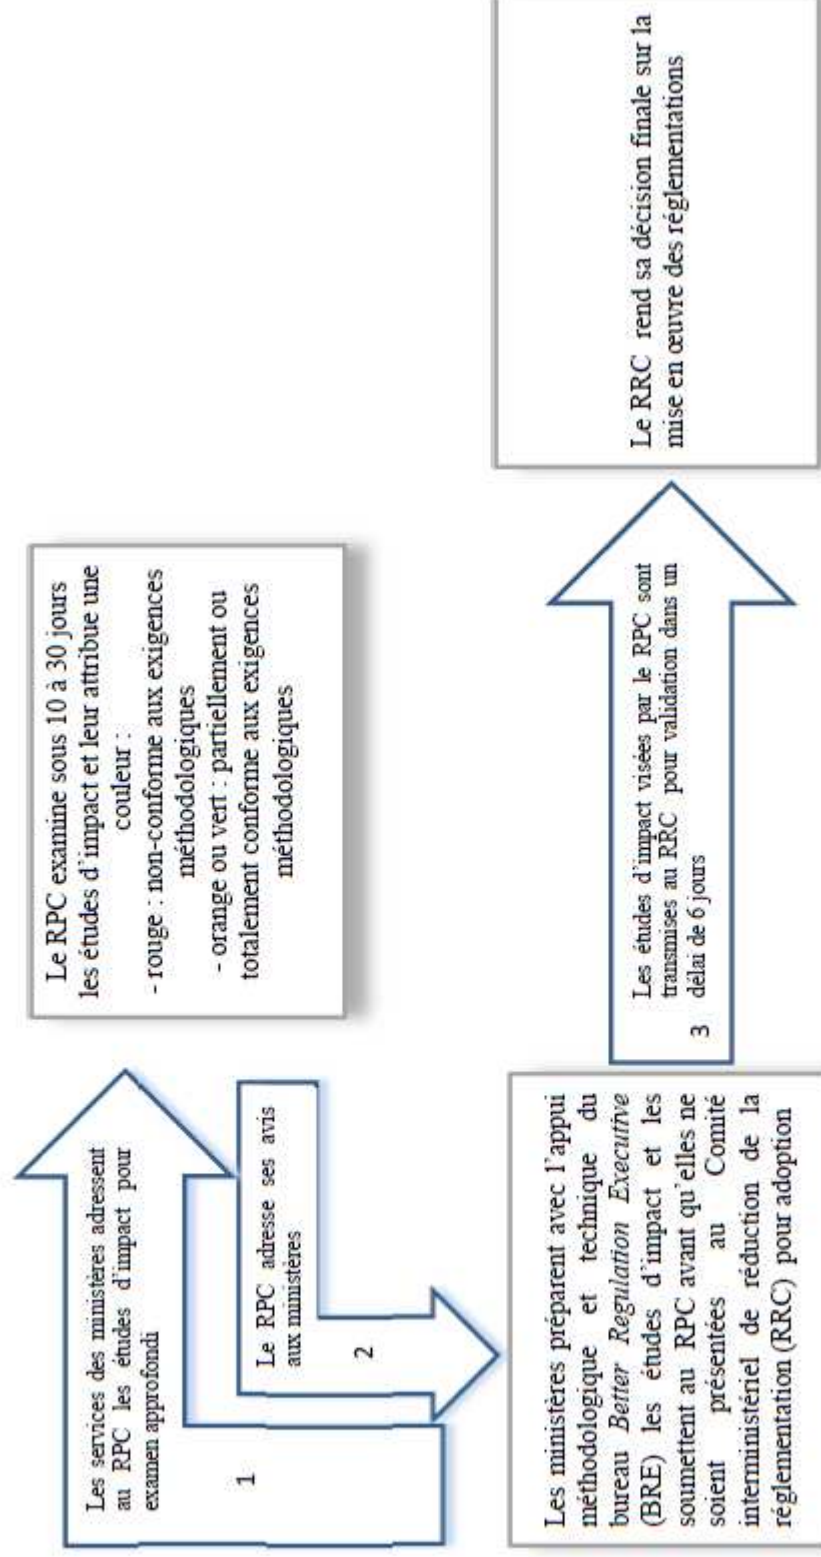 Les services des ministères adressent
au RPC les études d'impact pour
examen approfondi
1
Le RPC examine sous 10 à 30 jours
les études d'impact et leur attribue une
couleur :
- rouge : non-conforme aux exigences
méthodologiques
- orange ou vert : partiellement ou
totalement conforme aux exigences
méthodologiques
Le RPC adresse ses avis
aux ministères
2
Les ministères préparent avec l'appui
méthodologique et technique du
bureau Better Regulation Executive
(BRE) les études d'impact et les
soumettent au RPC avant qu'elles ne
soient présentées au Comité
interministériel de réduction de la
réglementation (RRC) pour adoption
Les études d'impact visées par le RPC sont
transmises au RRC pour validation dans un
3 délai de 6 jours
Le RRC rend sa décision finale sur la
mise en œuvre des réglementations